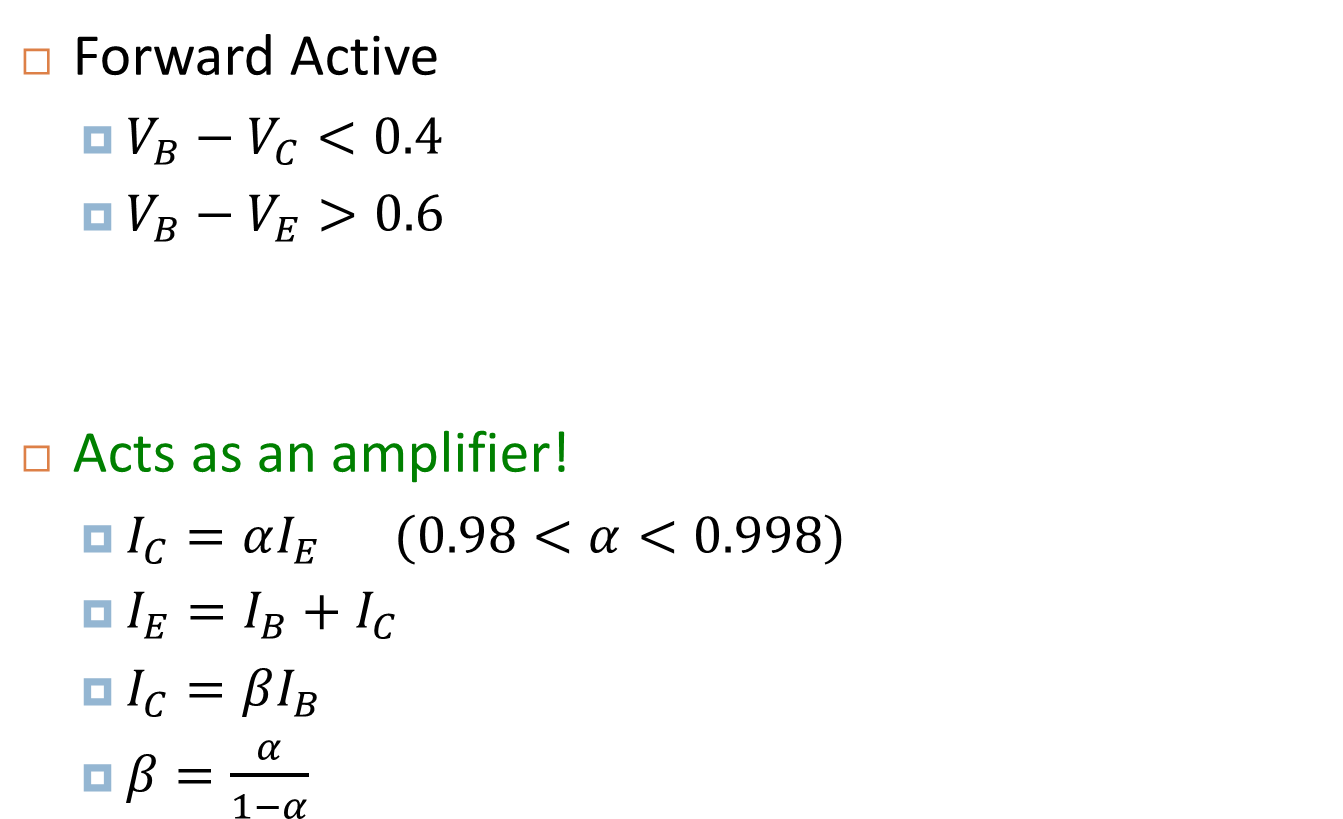 Forward Active
V_B − V_C < 0.4
V_B − V_E > 0.6
Acts as an amplifier!
I_C = αI_E (0.98 < α < 0.998)
I_E = I_B + I_C
I_C = βI_B
β = α/(1−α)